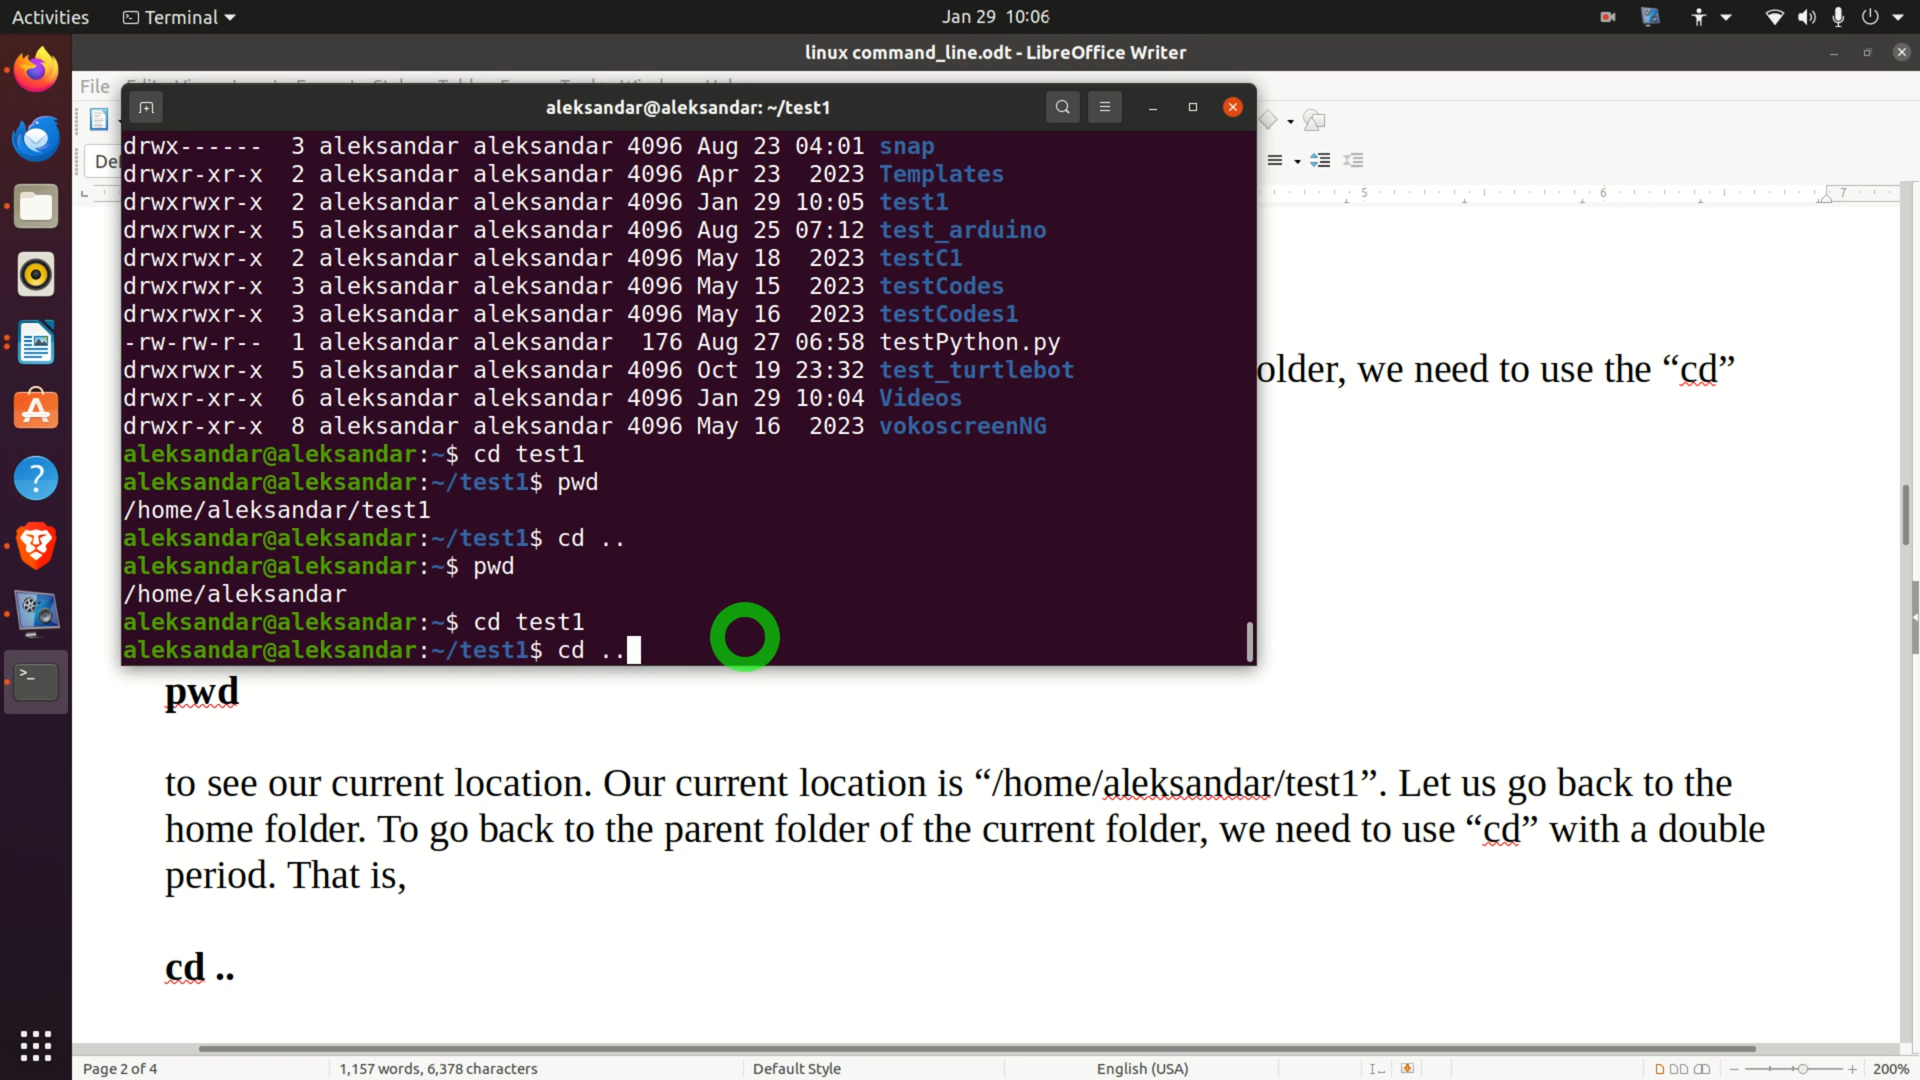 Activities
Terminal
Jan 29 10:06
linux command_line.odt - LibreOffice Writer
File
aleksandar@aleksandar: ~/test1
drwx------ 3 aleksandar aleksandar 4096 Aug 23 04:01 snap
drwxr-xr-x 2 aleksandar aleksandar 4096 Apr 23 2023 Templates
drwxrwxr-x 2 aleksandar aleksandar 4096 Jan 29 10:05 test1
drwxrwxr-x 5 aleksandar aleksandar 4096 Aug 25 07:12 test_arduino
drwxrwxr-x 2 aleksandar aleksandar 4096 May 18 2023 testC1
drwxrwxr-x 3 aleksandar aleksandar 4096 May 15 2023 testCodes
drwxrwxr-x 3 aleksandar aleksandar 4096 May 16 2023 testCodes1
-rw-rw-r-- 1 aleksandar aleksandar 176 Aug 27 06:58 testPython.py
drwxrwxr-x 5 aleksandar aleksandar 4096 Oct 19 23:32 test_turtlebot
drwxr-xr-x 6 aleksandar aleksandar 4096 Jan 29 10:04 Videos
drwxr-xr-x 8 aleksandar aleksandar 4096 May 16 2023 vokoscreenNG
aleksandar@aleksandar:~$ cd test1
aleksandar@aleksandar:~/test1$ pwd
/home/aleksandar/test1
aleksandar@aleksandar:~/test1$ cd ..
aleksandar@aleksandar:~$ pwd
/home/aleksandar
aleksandar@aleksandar:~$ cd test1
aleksandar@aleksandar:~/test1$ cd ..
De
5 6 7
older, we need to use the “cd”
pwd
to see our current location. Our current location is “/home/aleksandar/test1”. Let us go back to the
home folder. To go back to the parent folder of the current folder, we need to use “cd” with a double
period. That is,
cd ..
Page 2 of 4
1,157 words, 6,378 characters
Default Style
English (USA)
200%